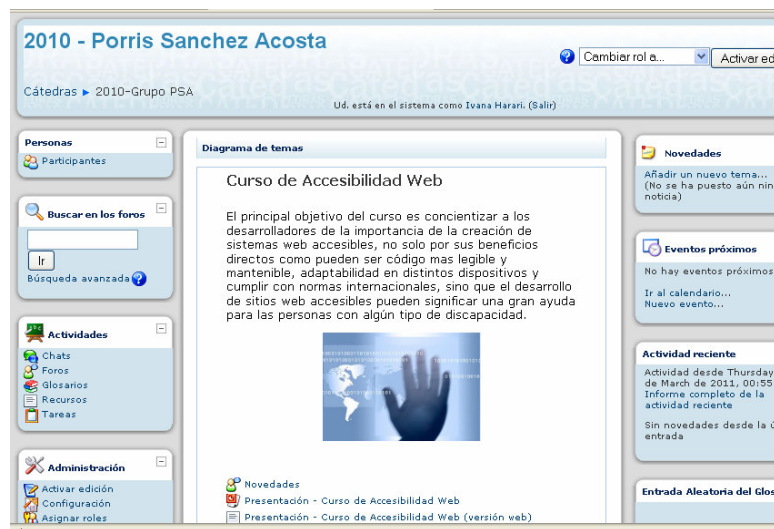 2010 - Porris Sanchez Acosta
Cambiar rol a...
Activar ed
Cátedras ► 2010-Grupo PSA
Ud. está en el sistema como Ivana Harari. (Salir)
Personas
Participantes
Buscar en los foros
Ir
Búsqueda avanzada
Actividades
Chats
Foros
Glosarios
Recursos
Tareas
Administración
Activar edición
Configuración
Asignar roles
Diagrama de temas
Curso de Accesibilidad Web
El principal objetivo del curso es concientizar a los
desarrolladores de la importancia de la creación de
sistemas web accesibles, no solo por sus beneficios
directos como pueden ser código mas legible y
mantenible, adaptabilidad en distintos dispositivos y
cumplir con normas internacionales, sino que el desarrollo
de sitios web accesibles pueden significar una gran ayuda
para las personas con algún tipo de discapacidad.
Novedades
Presentación - Curso de Accesibilidad Web
Presentación - Curso de Accesibilidad Web (versión web)
Novedades
Añadir un nuevo tema...
(No se ha puesto aún nin
noticia)
Eventos próximos
No hay eventos próximos
Ir al calendario...
Nuevo evento...
Actividad reciente
Actividad desde Thursday
de March de 2011, 00:55
Informe completo de la
actividad reciente
Sin novedades desde la ú
entrada
Entrada Aleatoria del Glos